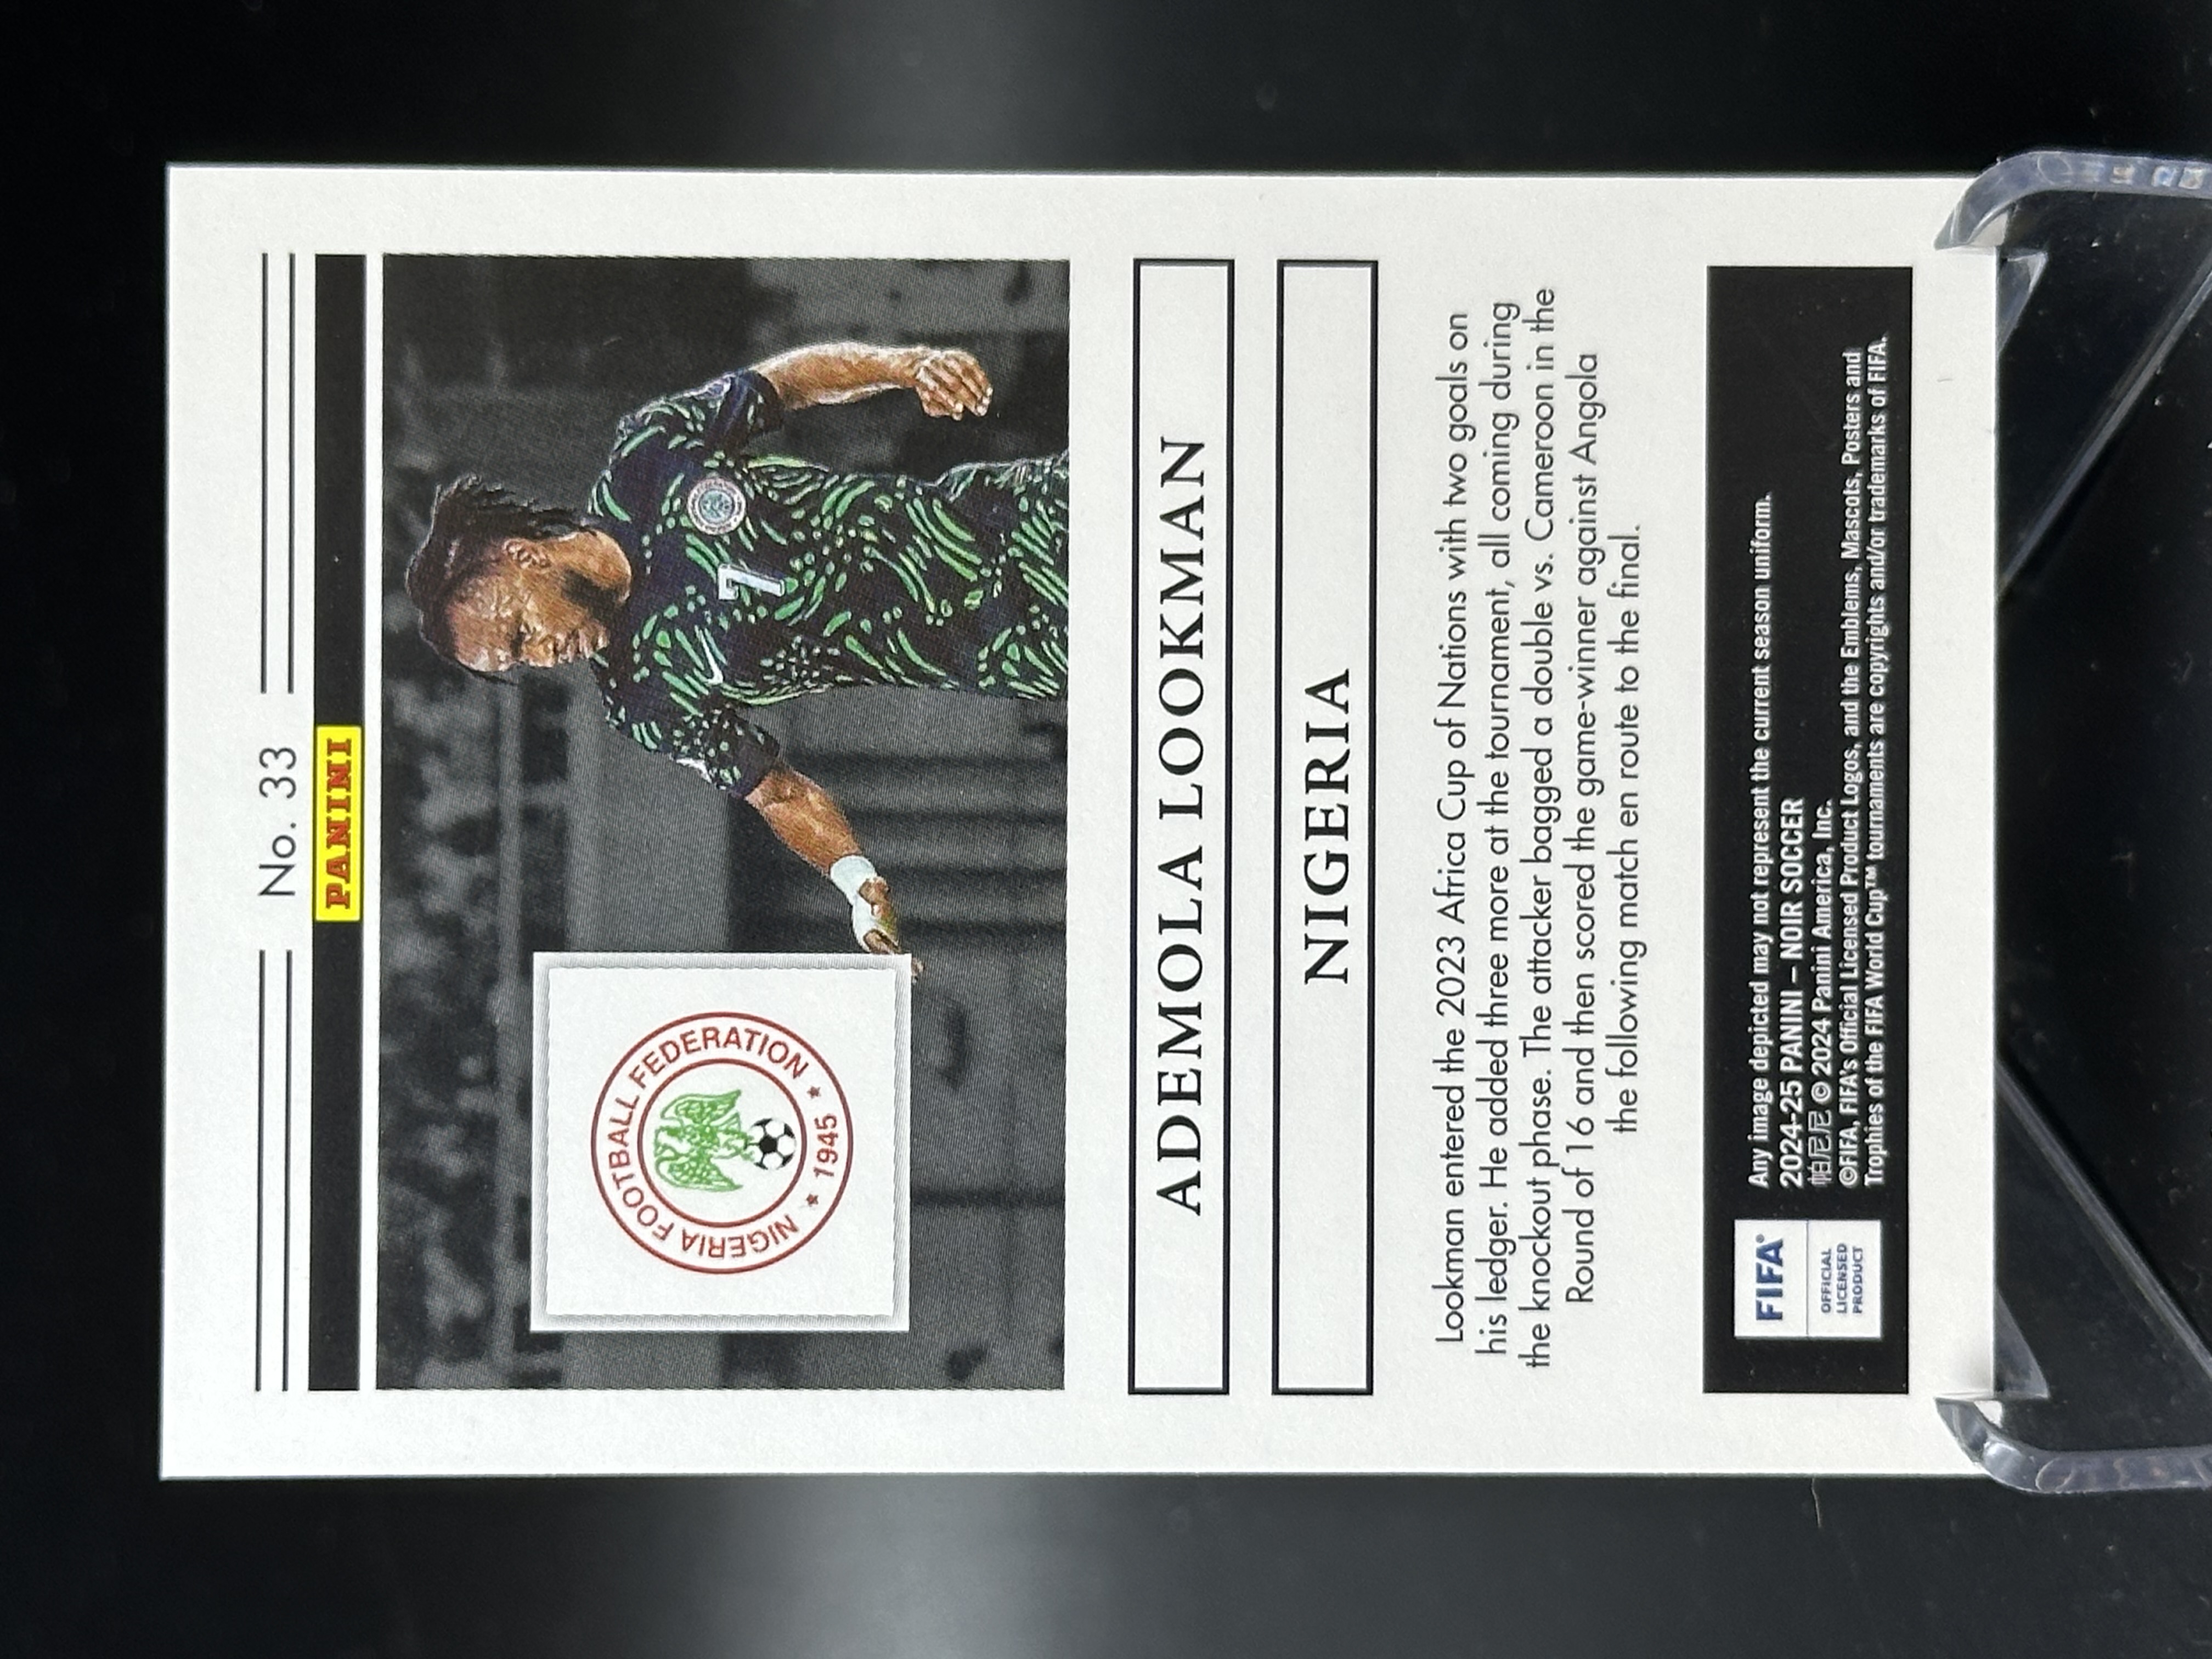 No. 33
PANINI
7
NIGERIA FOOTBALL FEDERATION
★ 1945 ★
ADEMOLA LOOKMAN
NIGERIA
Lookman entered the 2023 Africa Cup of Nations with two goals on
his ledger. He added three more at the tournament, all coming during
the knockout phase. The attacker bagged a double vs. Cameroon in the
Round of 16 and then scored the game-winner against Angola
the following match en route to the final.
FIFA®
OFFICIAL
LICENSED
PRODUCT
Any image depicted may not represent the current season uniform.
2024-25 PANINI – NOIR SOCCER
帕尼尼 © 2024 Panini America, Inc.
©FIFA, FIFA's Official Licensed Product Logos, and the Emblems, Mascots, Posters and
Trophies of the FIFA World Cup™ tournaments are copyrights and/or trademarks of FIFA.